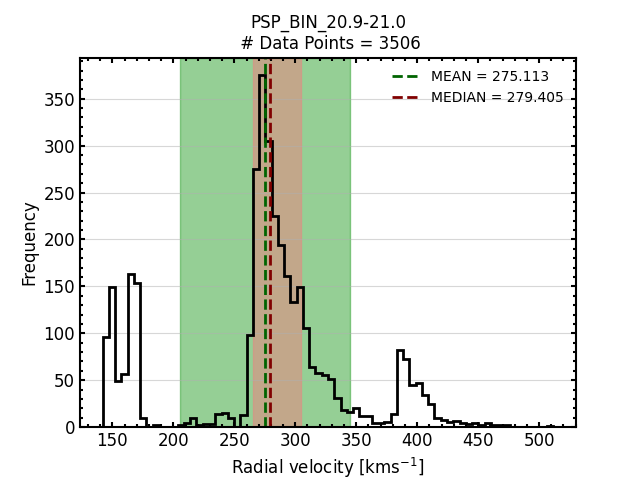 PSP_BIN_20.9-21.0
# Data Points = 3506
MEAN = 275.113
MEDIAN = 279.405
Frequency
350
300
250
200
150
100
50
0
150 200 250 300 350 400 450 500
Radial velocity [kms⁻¹]